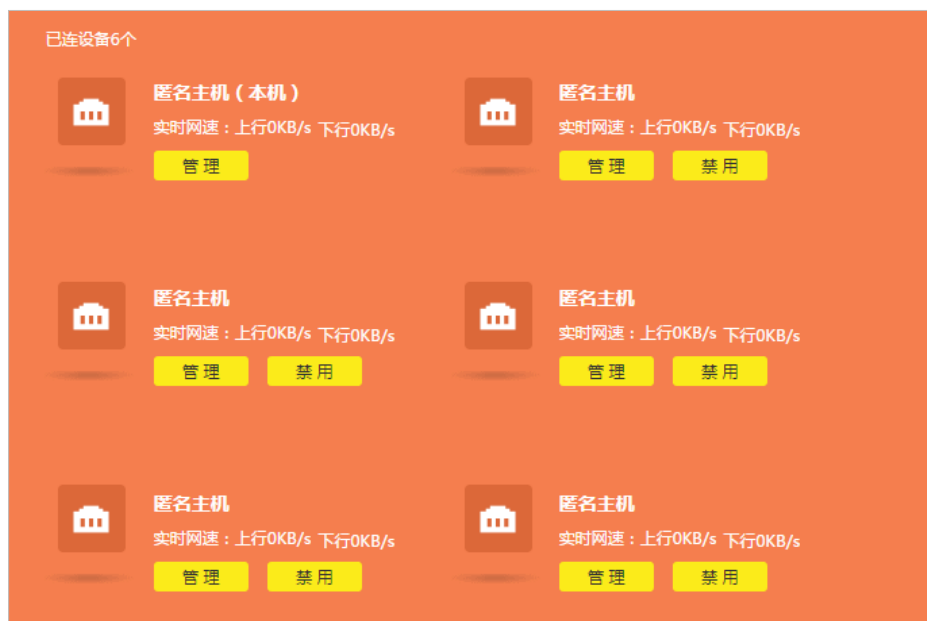 已连设备6个
匿名主机（本机）
实时网速：上行0KB/s 下行0KB/s
管 理
匿名主机
实时网速：上行0KB/s 下行0KB/s
管 理 禁 用
匿名主机
实时网速：上行0KB/s 下行0KB/s
管 理 禁 用
匿名主机
实时网速：上行0KB/s 下行0KB/s
管 理 禁 用
匿名主机
实时网速：上行0KB/s 下行0KB/s
管 理 禁 用
匿名主机
实时网速：上行0KB/s 下行0KB/s
管 理 禁 用